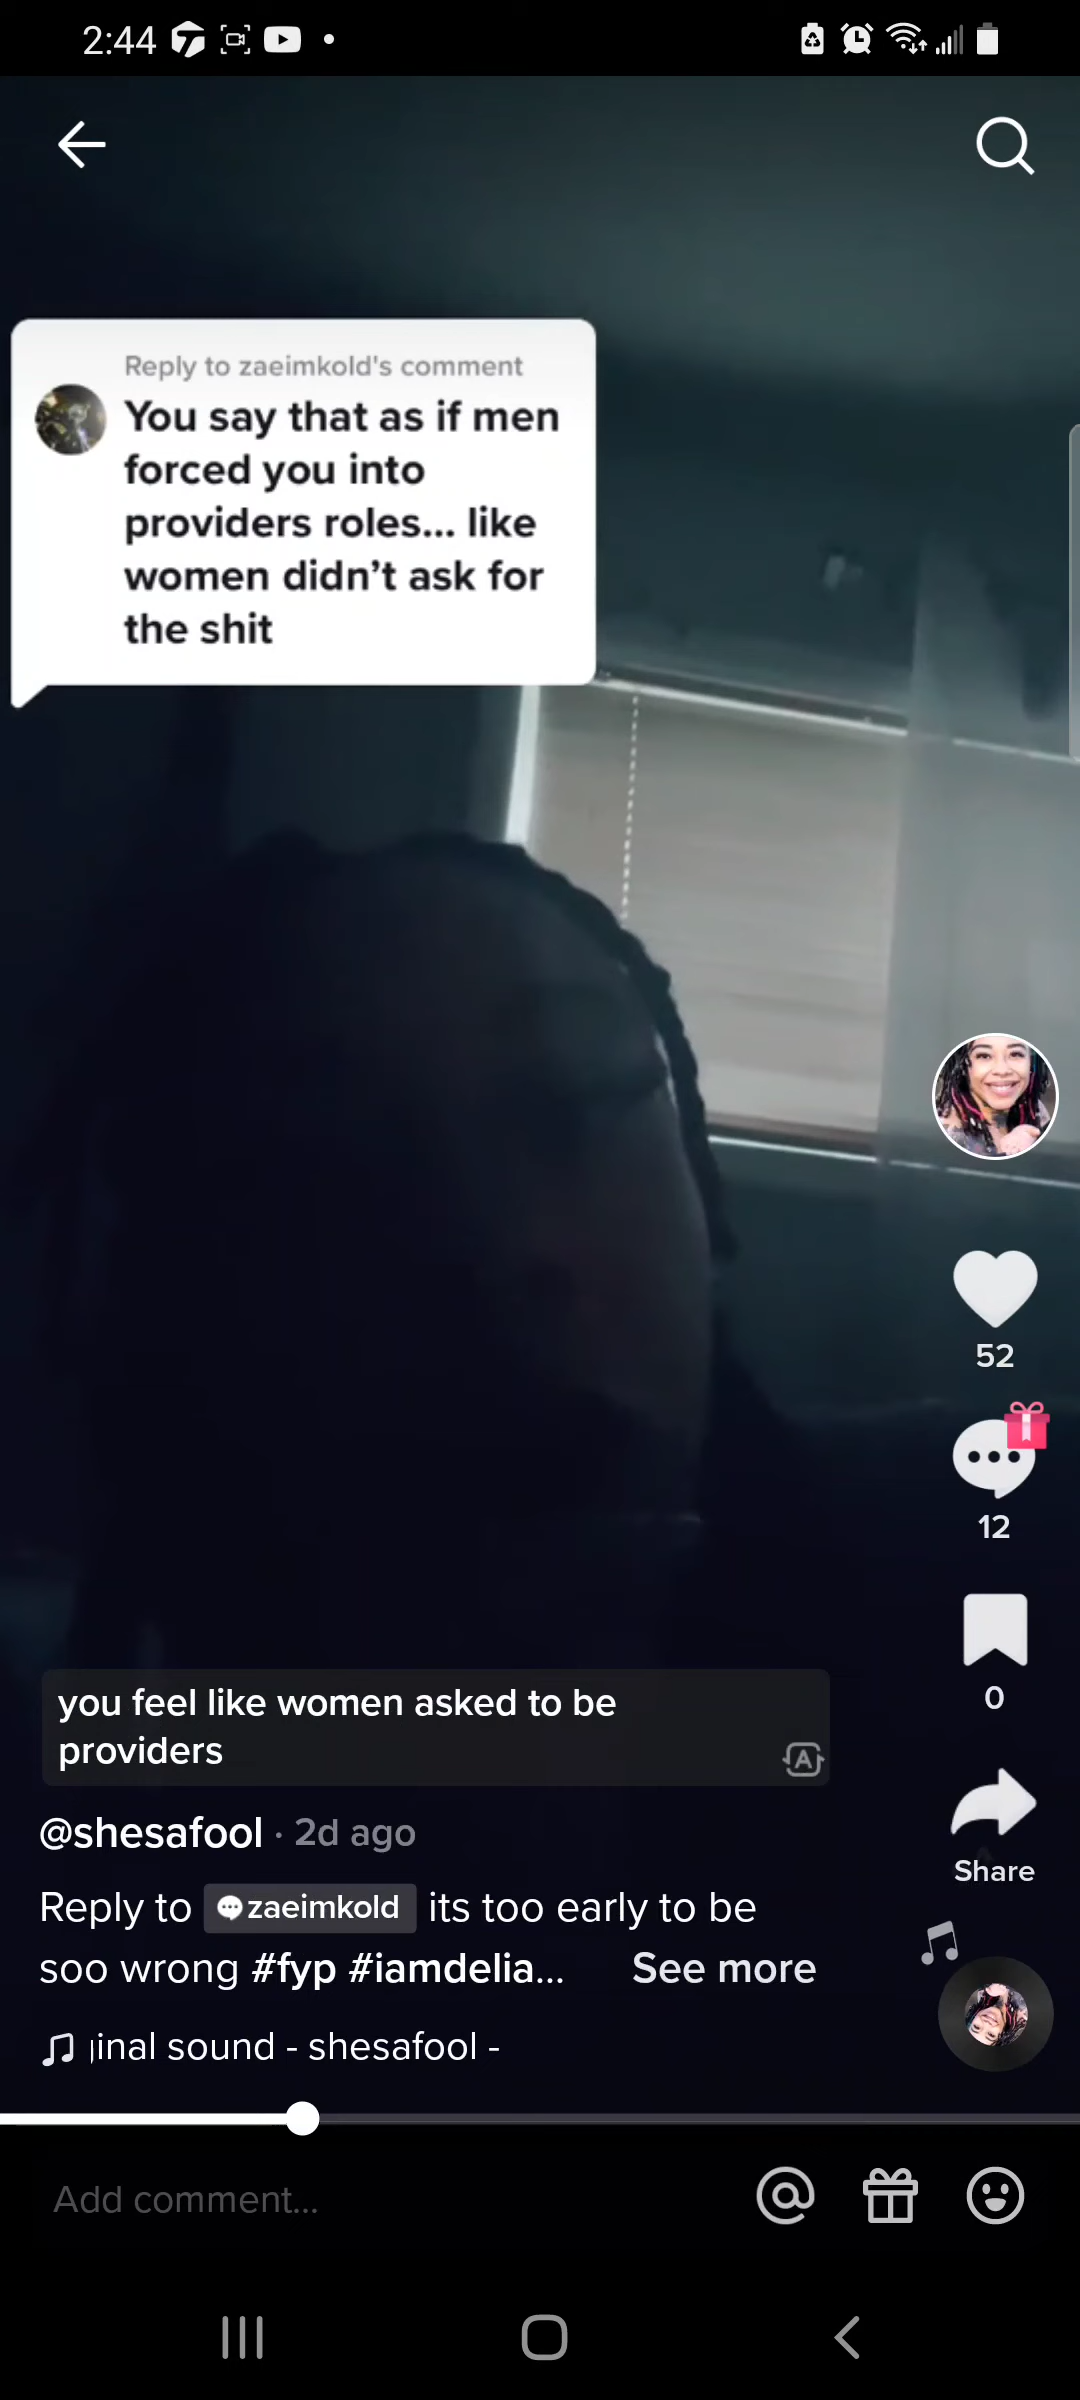 2:44
Reply to zaeimkold's comment
You say that as if men
forced you into
providers roles... like
women didn't ask for
the shit
52
12
0
you feel like women asked to be
providers
A
@shesafool · 2d ago
Share
Reply to zaeimkold its too early to be
soo wrong #fyp #iamdelia... See more
inal sound - shesafool -
Add comment...